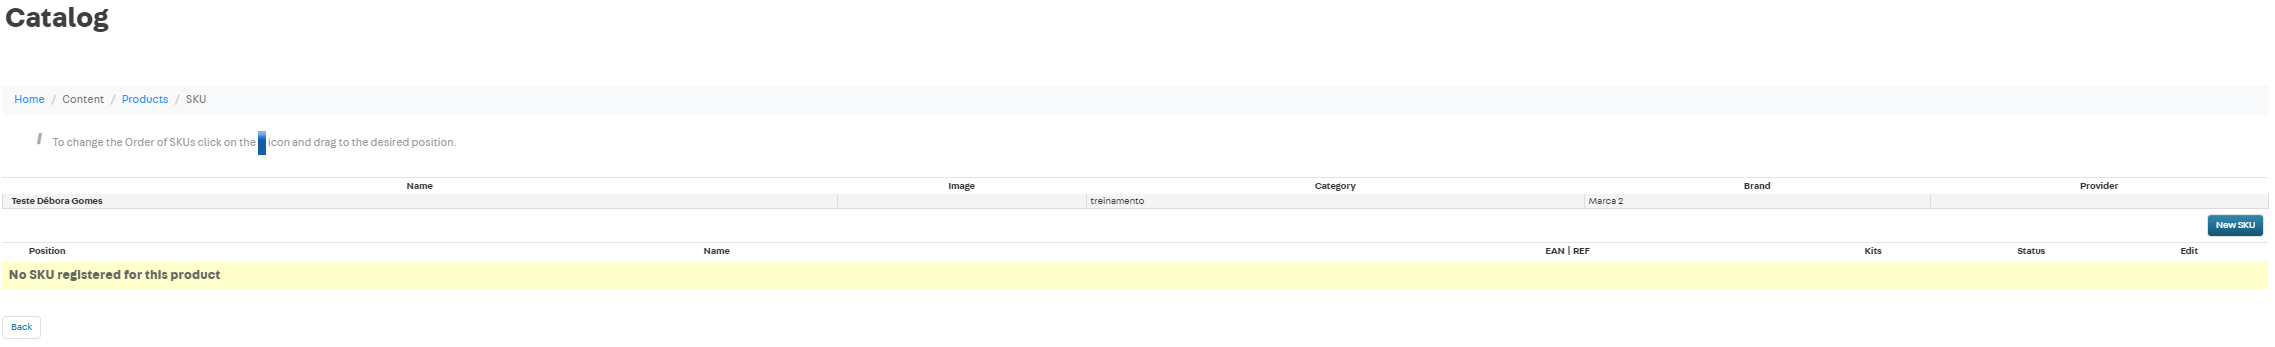 Catalog
Home / Content / Products / SKU
To change the Order of SKUs click on the icon and drag to the desired position.
Name Image Category Brand Provider
Teste Débora Gomes treinamento Marca 2
New SKU
Position Name EAN | REF Kits Status Edit
No SKU registered for this product
Back